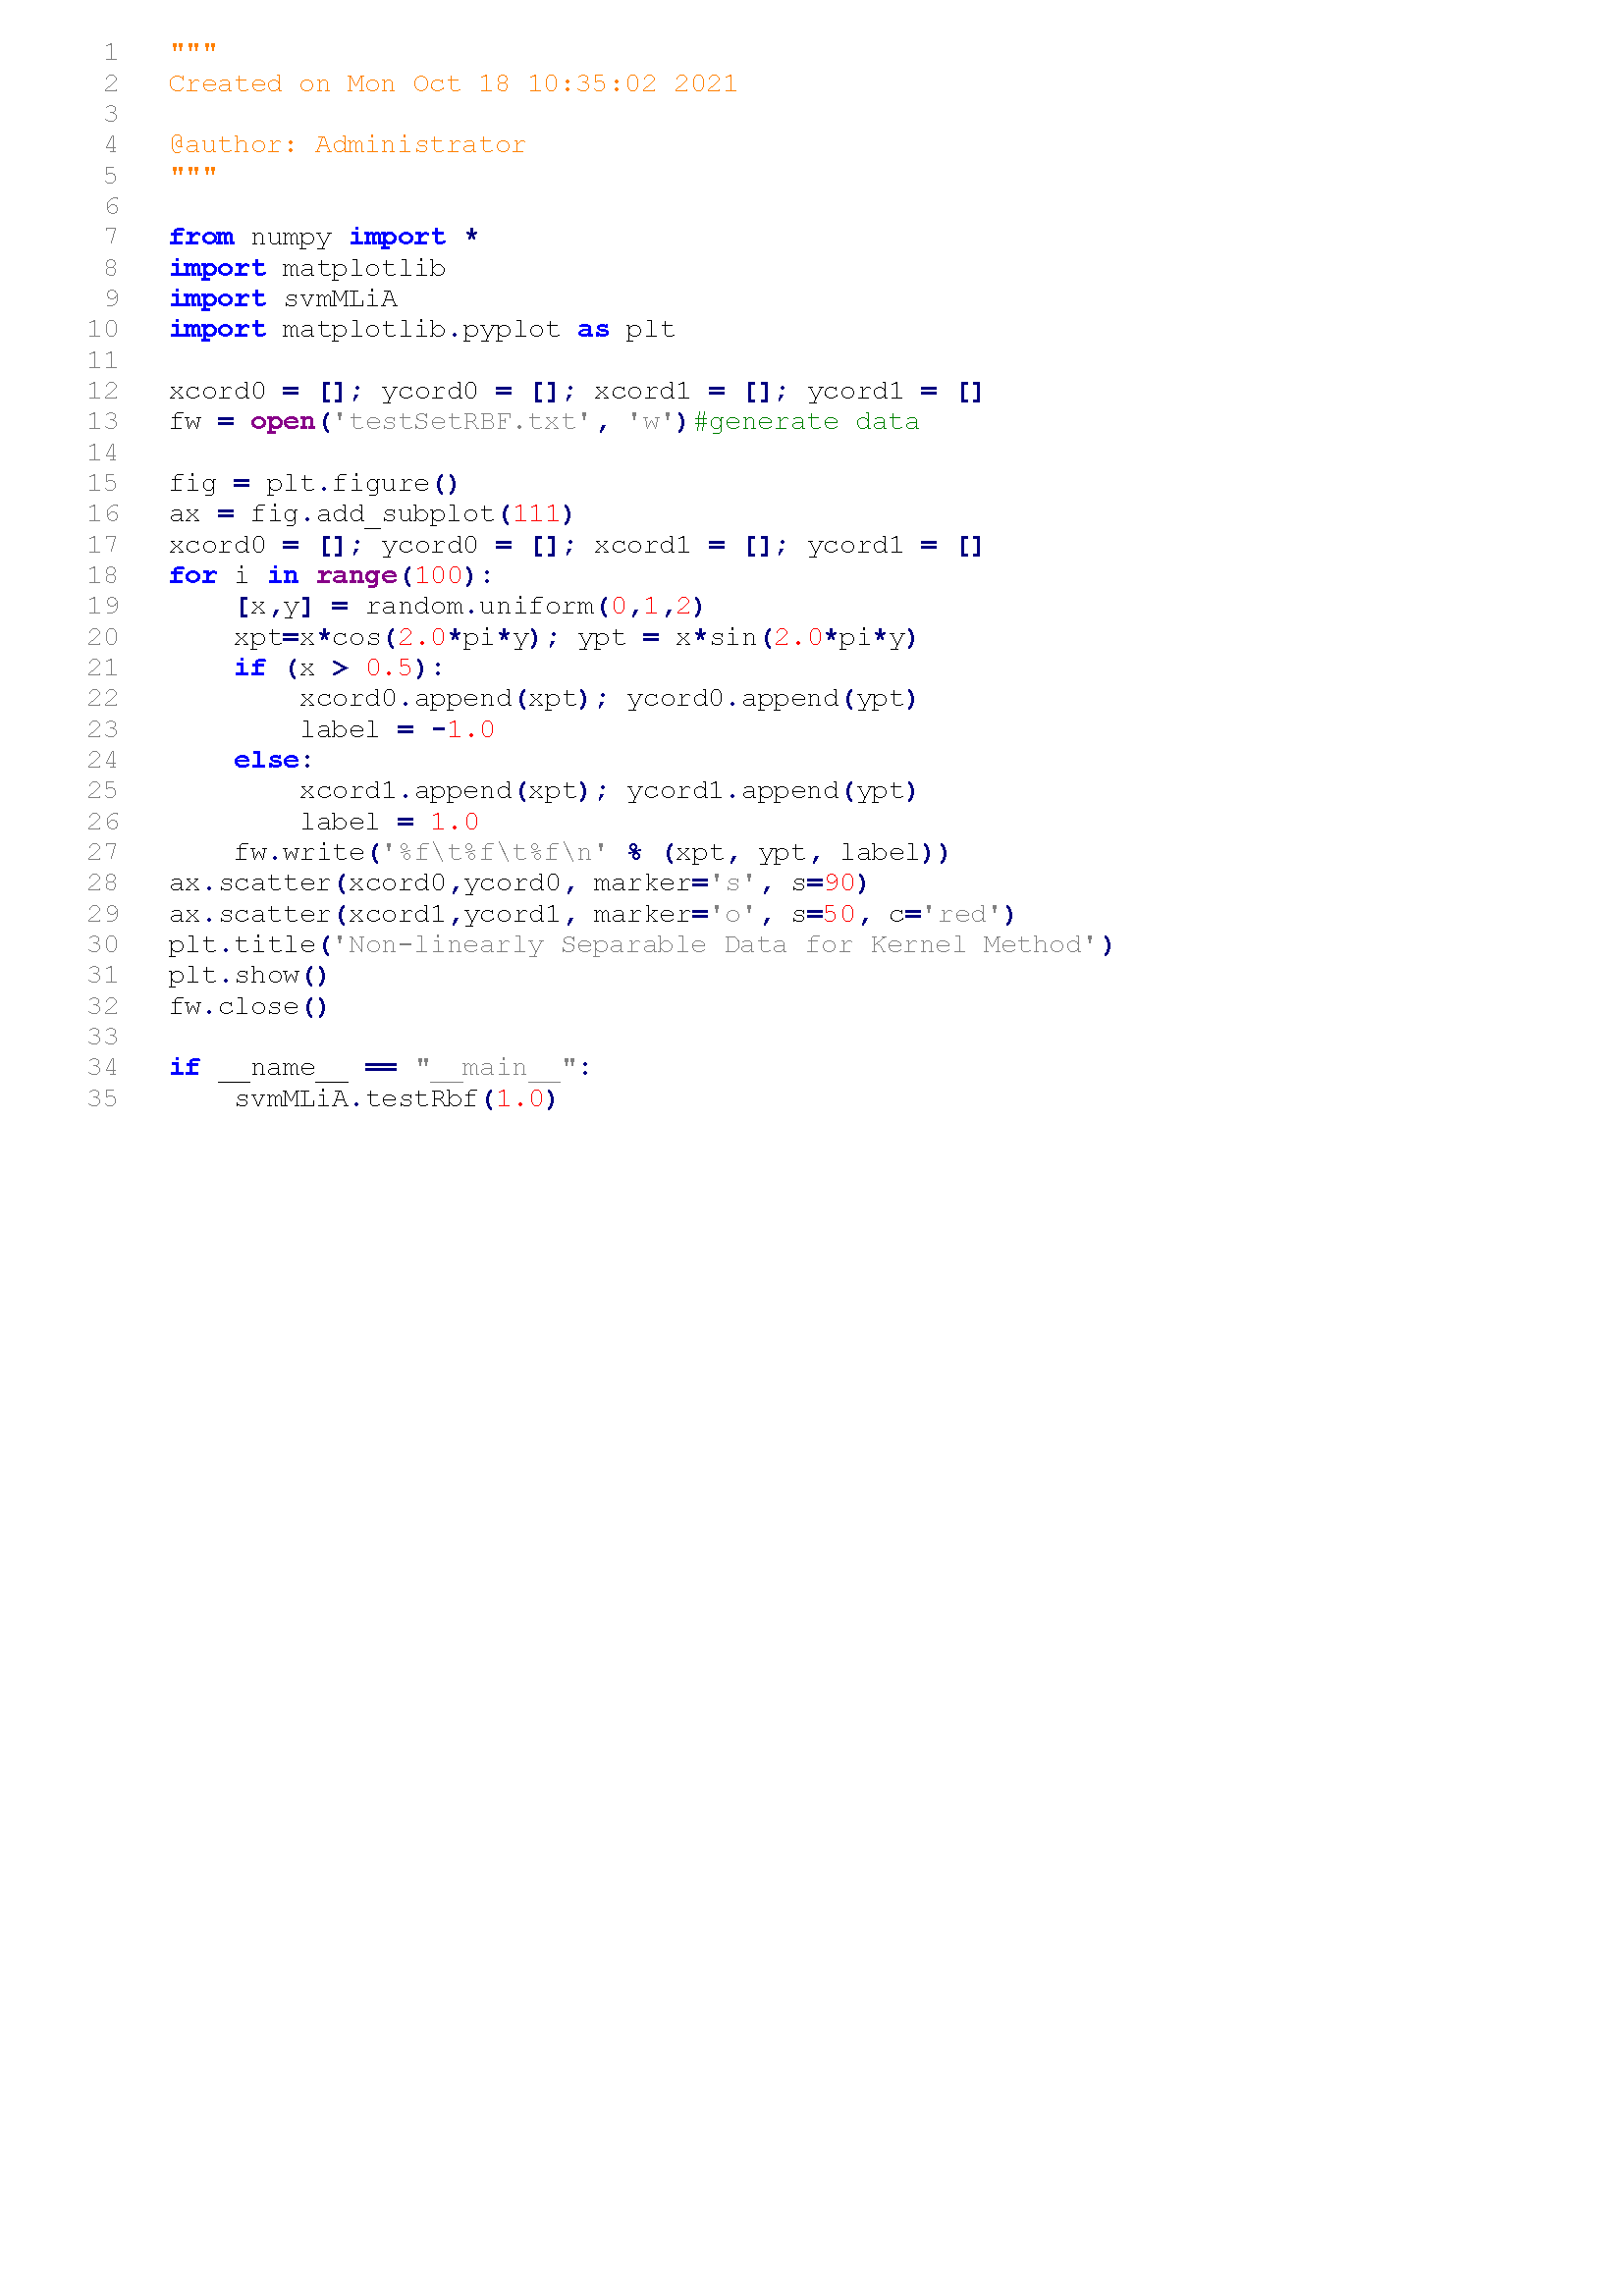 1 """
2 Created on Mon Oct 18 10:35:02 2021
3
4 @author: Administrator
5 """
6
7 from numpy import *
8 import matplotlib
9 import svmMLiA
10 import matplotlib.pyplot as plt
11
12 xcord0 = []; ycord0 = []; xcord1 = []; ycord1 = []
13 fw = open('testSetRBF.txt', 'w')#generate data
14
15 fig = plt.figure()
16 ax = fig.add_subplot(111)
17 xcord0 = []; ycord0 = []; xcord1 = []; ycord1 = []
18 for i in range(100):
19     [x,y] = random.uniform(0,1,2)
20     xpt=x*cos(2.0*pi*y); ypt = x*sin(2.0*pi*y)
21     if (x > 0.5):
22         xcord0.append(xpt); ycord0.append(ypt)
23         label = -1.0
24     else:
25         xcord1.append(xpt); ycord1.append(ypt)
26         label = 1.0
27     fw.write('%f\t%f\t%f\n' % (xpt, ypt, label))
28 ax.scatter(xcord0,ycord0, marker='s', s=90)
29 ax.scatter(xcord1,ycord1, marker='o', s=50, c='red')
30 plt.title('Non-linearly Separable Data for Kernel Method')
31 plt.show()
32 fw.close()
33
34 if __name__ == "__main__":
35     svmMLiA.testRbf(1.0)